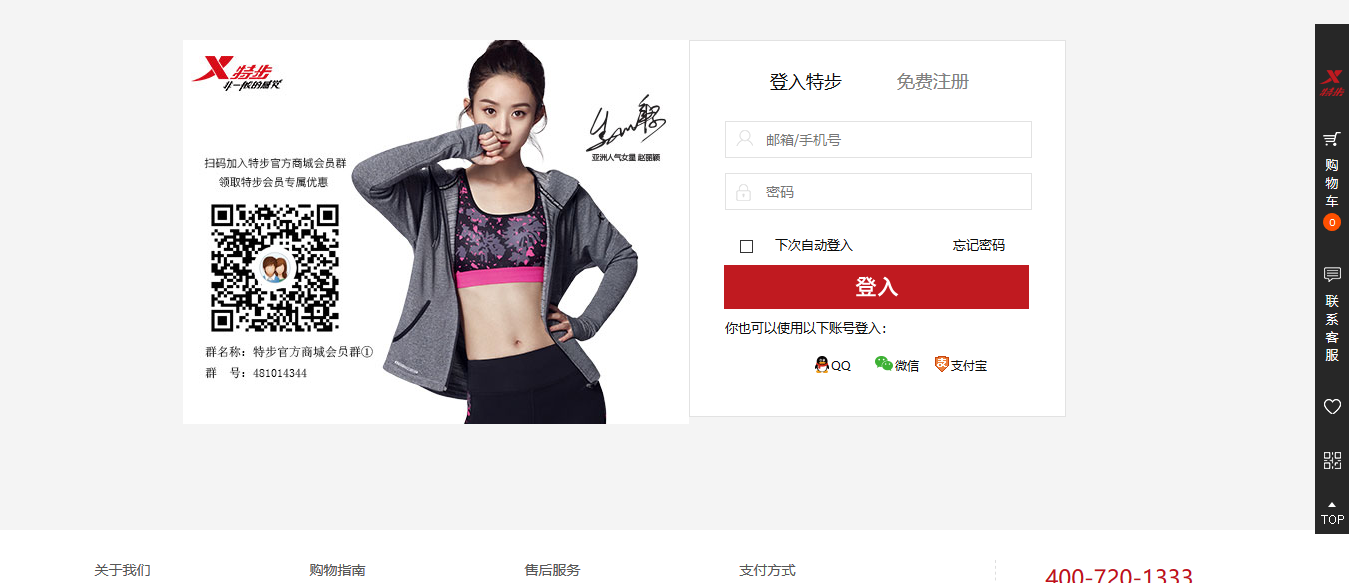 特步
非一般的感觉
亚洲人气女星 赵丽颖
扫码加入特步官方商城会员群
领取特步会员专属优惠
群名称：特步官方商城会员群①
群 号：481014344
登入特步 免费注册
邮箱/手机号
密码
下次自动登入 忘记密码
登入
你也可以使用以下账号登入：
QQ 微信 支付宝
支
特步
购物车
0
联系客服
TOP
关于我们 购物指南 售后服务 支付方式
400-720-1333